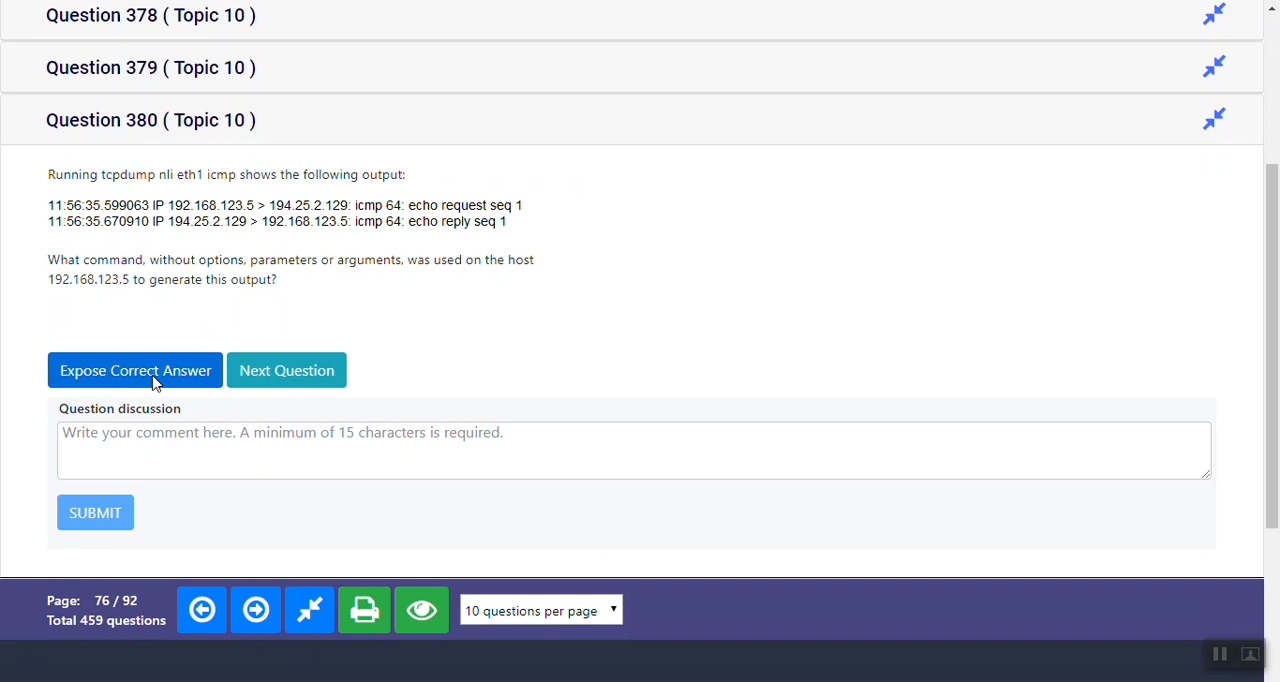 Question 378 ( Topic 10 )
Question 379 ( Topic 10 )
Question 380 ( Topic 10 )
Running tcpdump nli eth1 icmp shows the following output:
11:56:35.599063 IP 192.168.123.5 > 194.25.2.129: icmp 64: echo request seq 1
11:56:35.670910 IP 194.25.2.129 > 192.168.123.5: icmp 64: echo reply seq 1
What command, without options, parameters or arguments, was used on the host
192.168.123.5 to generate this output?
Expose Correct Answer Next Question
Question discussion
Write your comment here. A minimum of 15 characters is required.
SUBMIT
Page: 76 / 92
Total 459 questions
10 questions per page